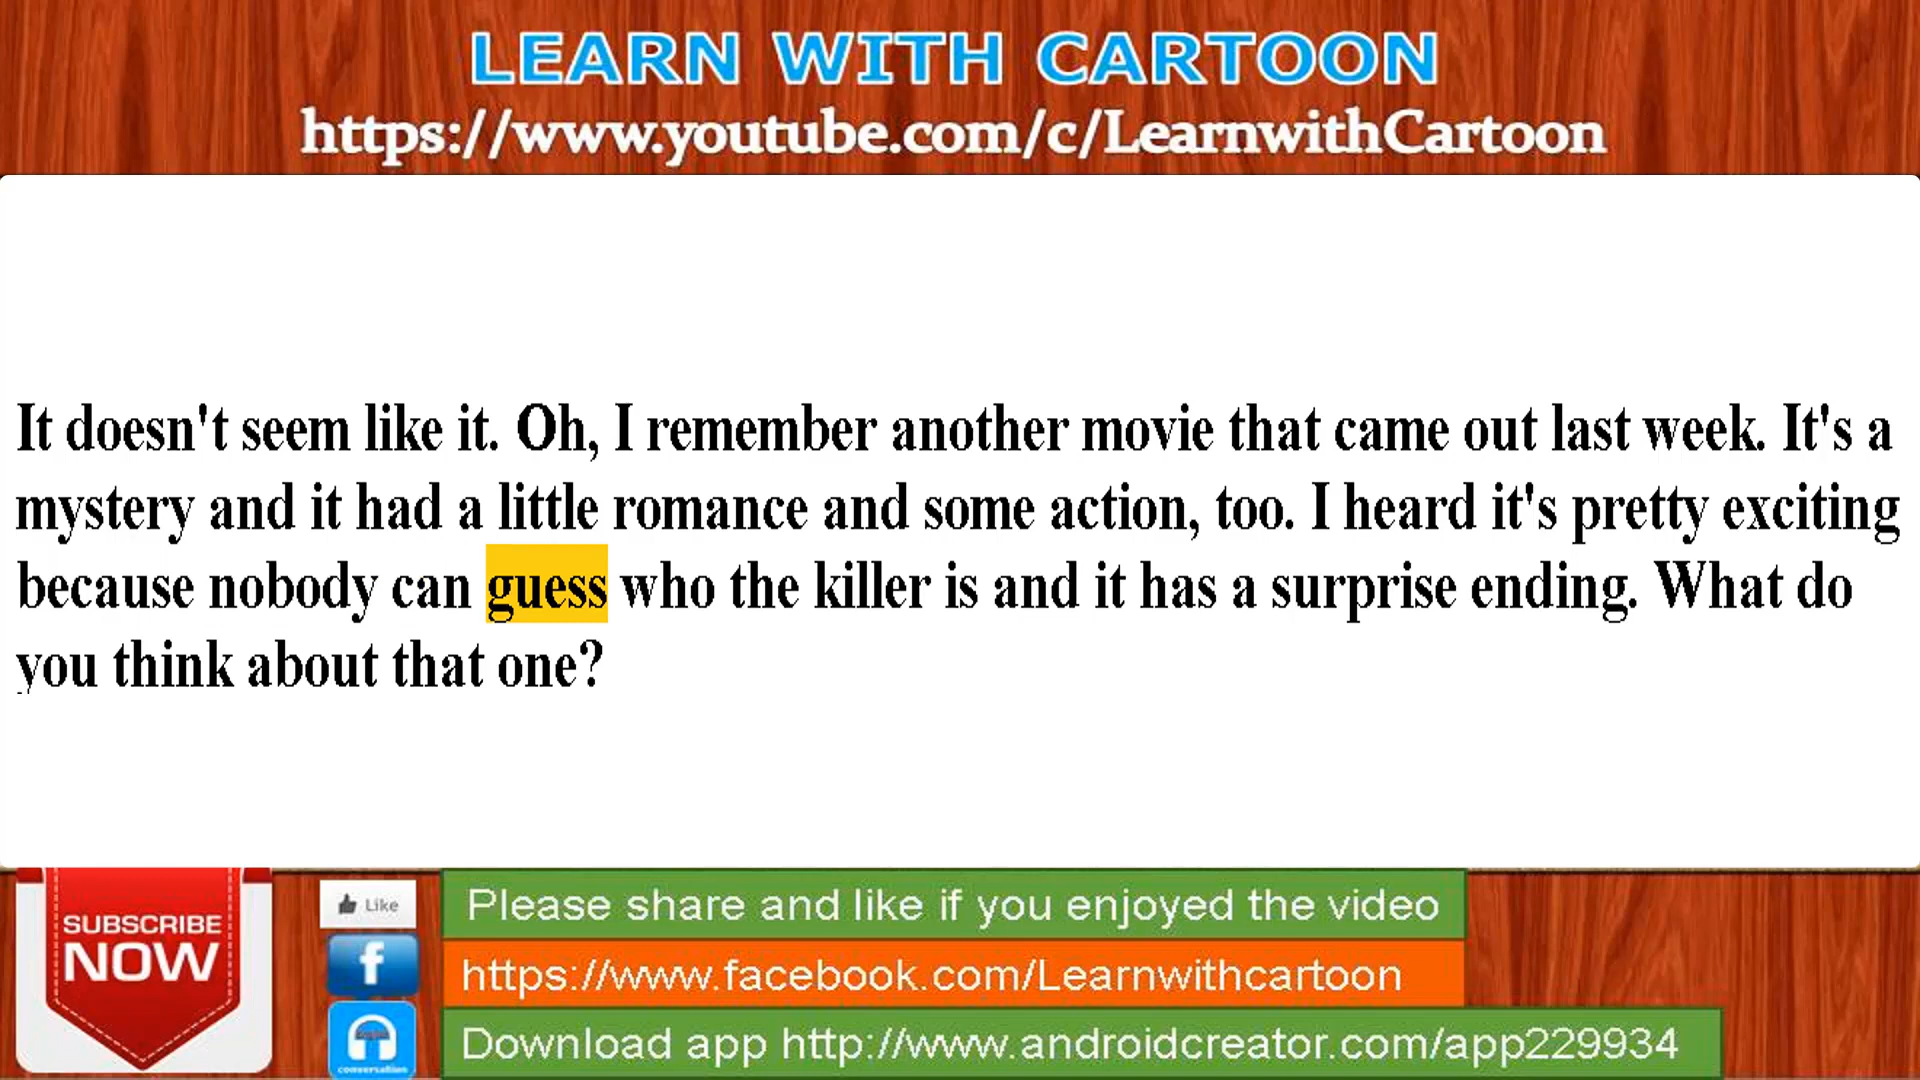 LEARN WITH CARTOON
https://www.youtube.com/c/LearnwithCartoon
It doesn't seem like it. Oh, I remember another movie that came out last week. It's a
mystery and it had a little romance and some action, too. I heard it's pretty exciting
because nobody can guess who the killer is and it has a surprise ending. What do
you think about that one?
SUBSCRIBE
NOW
Like
f
conversation
Please share and like if you enjoyed the video
https://www.facebook.com/Learnwithcartoon
Download app http://www.androidcreator.com/app229934